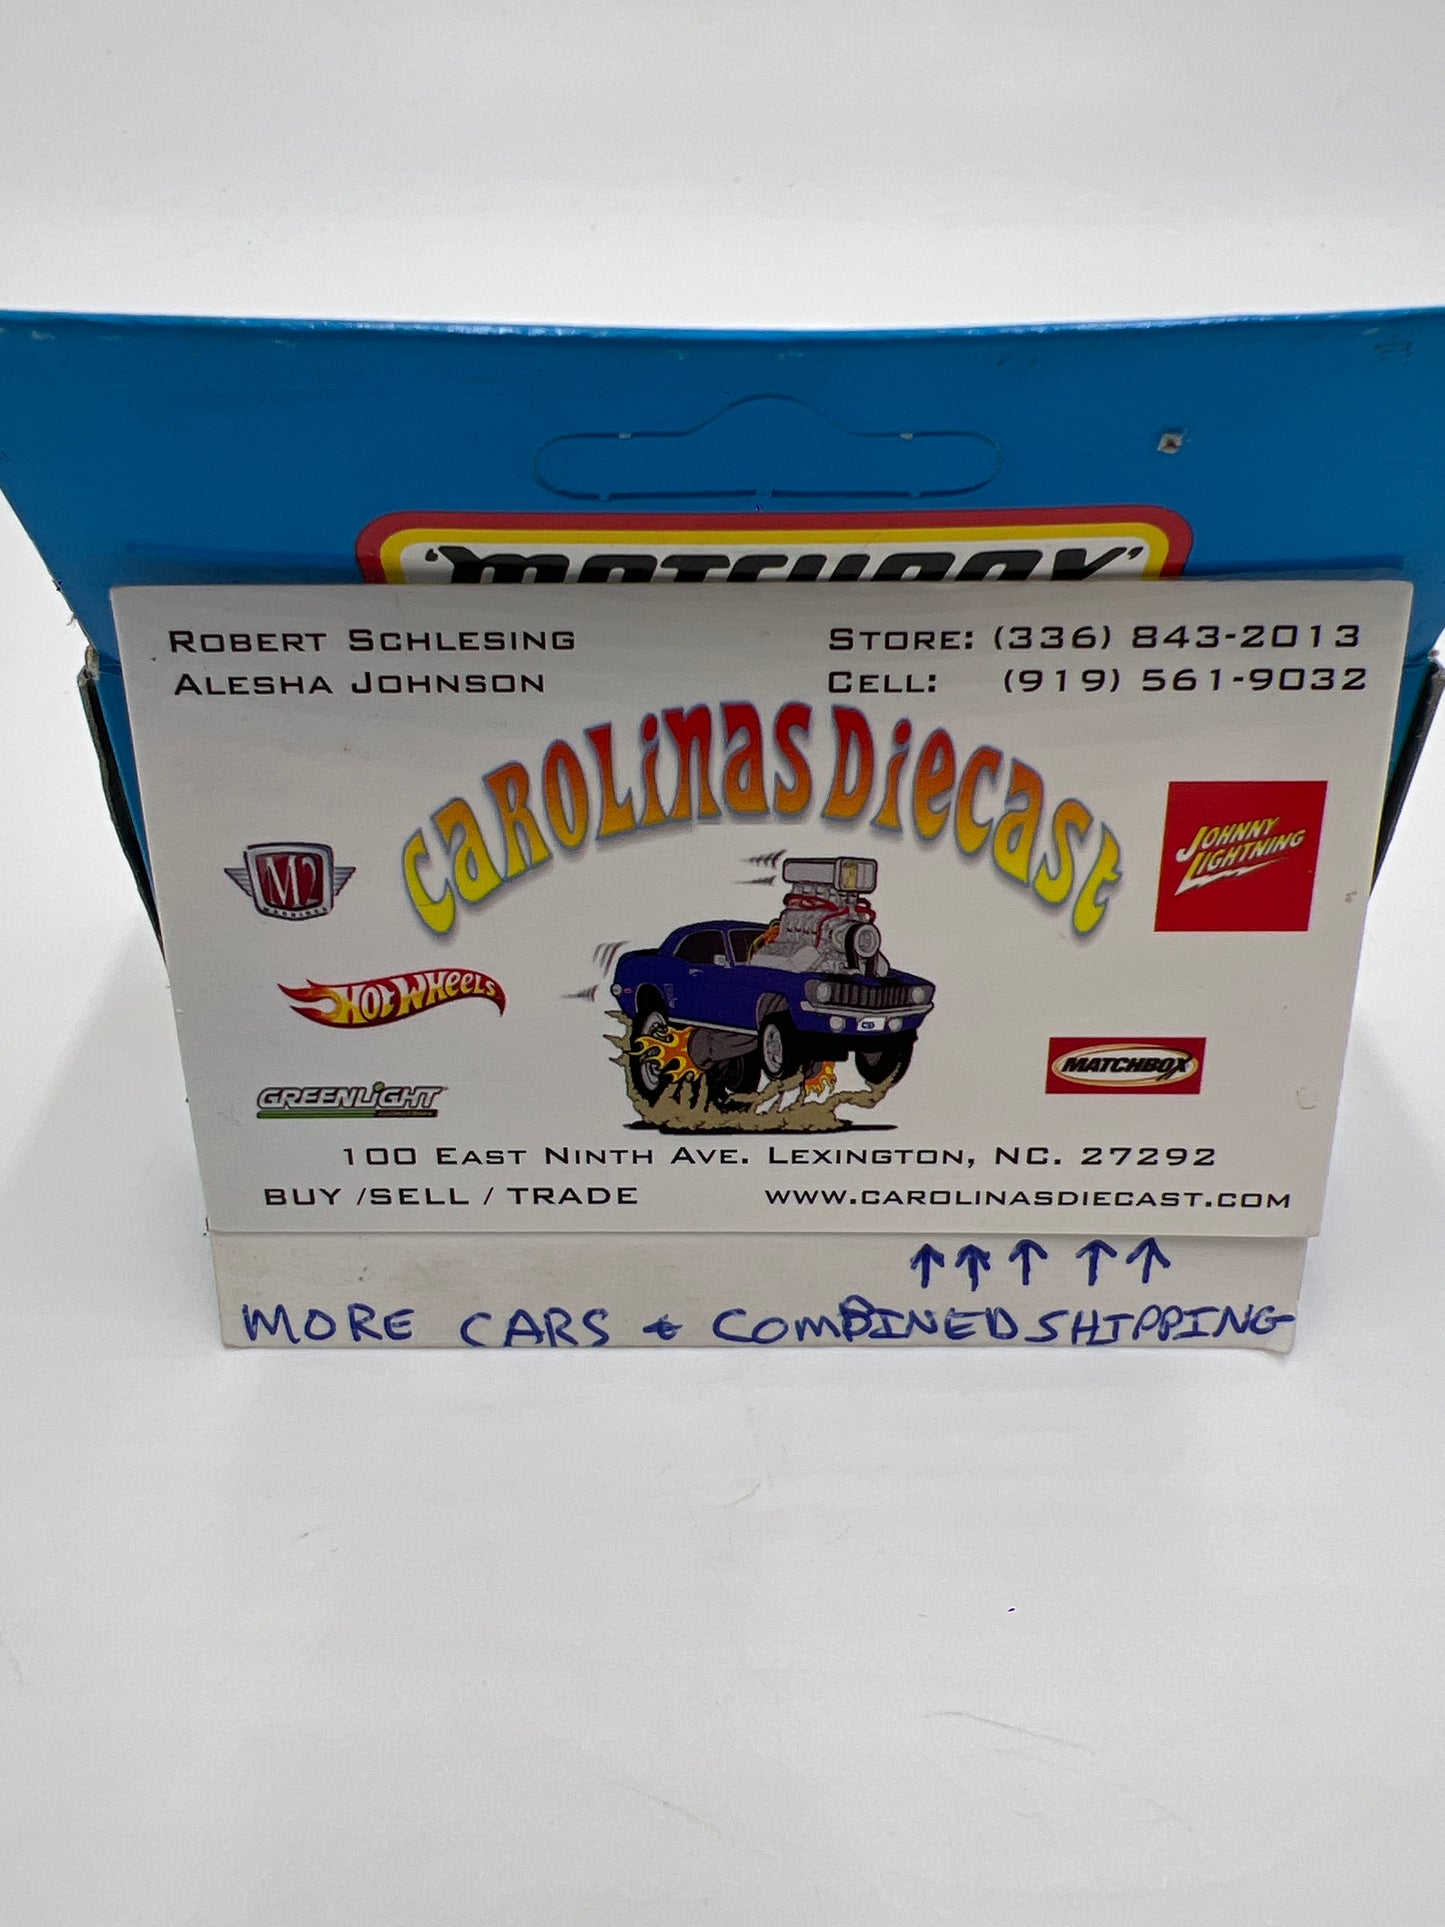 'MATCHBOX'
ROBERT SCHLESING
ALESHA JOHNSON
STORE: (336) 843-2013
CELL: (919) 561-9032
CAROLINAS DIECAST
M2
MACHINES
JOHNNY
LIGHTNING
HOT WHEELS
GREENLIGHT
MATCHBOX
100 EAST NINTH AVE. LEXINGTON, NC. 27292
BUY /SELL / TRADE
WWW.CAROLINASDIECAST.COM
MORE CARS & COMBINED SHIPPING